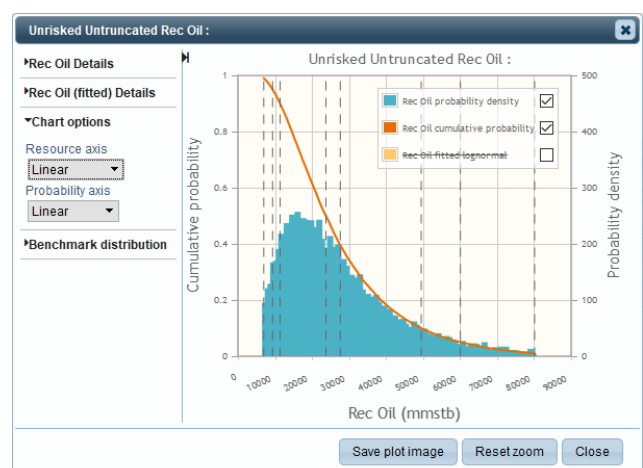 Unrisked Untruncated Rec Oil :
Rec Oil Details
Rec Oil (fitted) Details
Chart options
Resource axis
Linear
Probability axis
Linear
Benchmark distribution
Unrisked Untruncated Rec Oil :
Rec Oil probability density
Rec Oil cumulative probability
Rec Oil fitted lognormal
Cumulative probability
1
0.8
0.6
0.4
0.2
0
Probability density
500
400
300
200
100
0
0 10000 20000 30000 40000 50000 60000 70000 80000 90000
Rec Oil (mmstb)
Save plot image Reset zoom Close